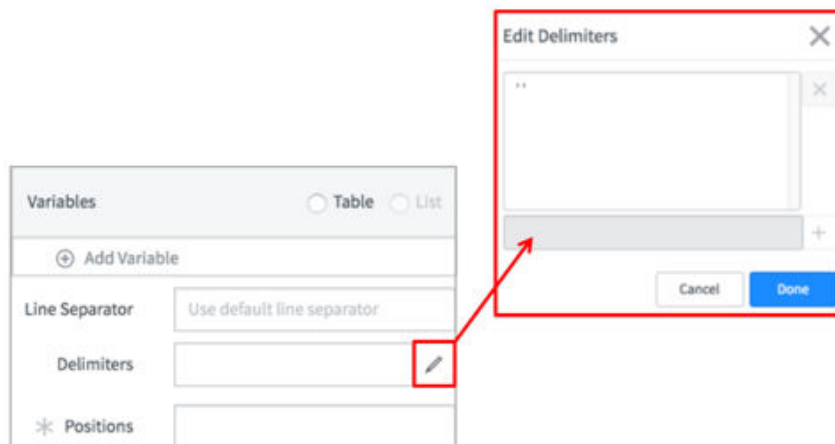 Edit Delimiters
''
Variables
Table
List
Add Variable
Line Separator
Use default line separator
Delimiters
Positions
Cancel
Done